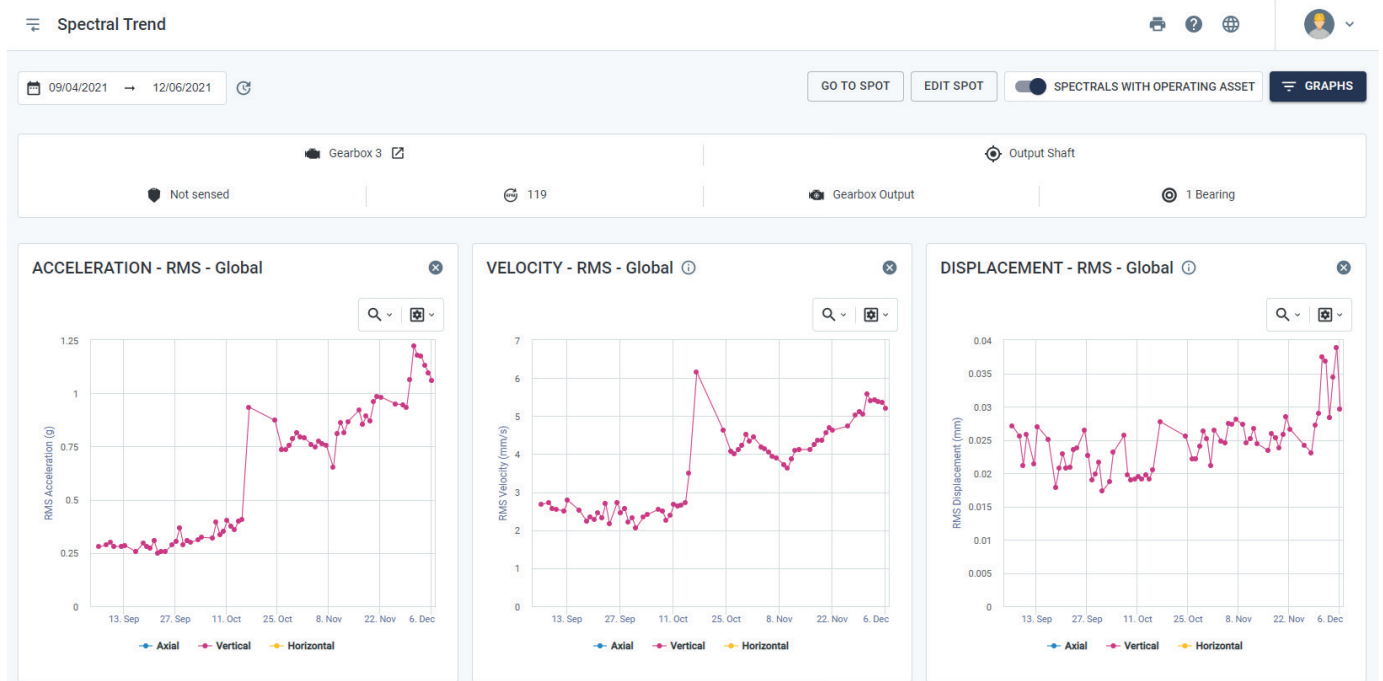 Spectral Trend
09/04/2021 → 12/06/2021
GO TO SPOT
EDIT SPOT
SPECTRALS WITH OPERATING ASSET
GRAPHS
Gearbox 3
Output Shaft
Not sensed
RPM
119
Gearbox Output
1 Bearing
ACCELERATION - RMS - Global
RMS Acceleration (g)
1.25
1
0.75
0.5
0.25
0
13. Sep 27. Sep 11. Oct 25. Oct 8. Nov 22. Nov 6. Dec
Axial Vertical Horizontal
VELOCITY - RMS - Global
RMS Velocity (mm/s)
7
6
5
4
3
2
1
0
13. Sep 27. Sep 11. Oct 25. Oct 8. Nov 22. Nov 6. Dec
Axial Vertical Horizontal
DISPLACEMENT - RMS - Global
RMS Displacement (mm)
0.04
0.035
0.03
0.025
0.02
0.015
0.01
0.005
0
13. Sep 27. Sep 11. Oct 25. Oct 8. Nov 22. Nov 6. Dec
Axial Vertical Horizontal